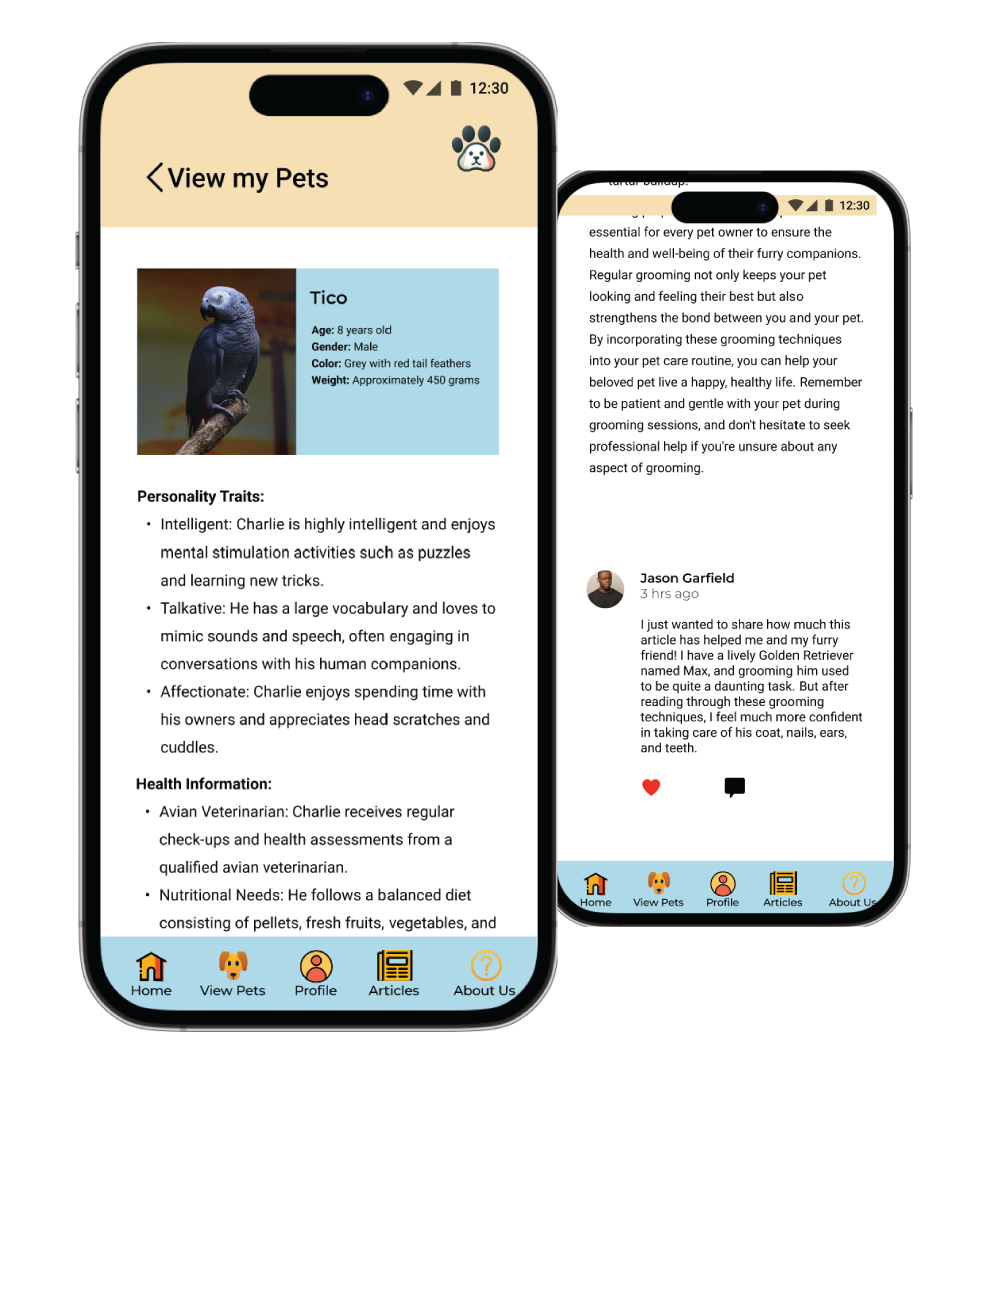 12:30
View my Pets
Tico
Age: 8 years old
Gender: Male
Color: Grey with red tail feathers
Weight: Approximately 450 grams
Personality Traits:
• Intelligent: Charlie is highly intelligent and enjoys
mental stimulation activities such as puzzles
and learning new tricks.
• Talkative: He has a large vocabulary and loves to
mimic sounds and speech, often engaging in
conversations with his human companions.
• Affectionate: Charlie enjoys spending time with
his owners and appreciates head scratches and
cuddles.
Health Information:
• Avian Veterinarian: Charlie receives regular
check-ups and health assessments from a
qualified avian veterinarian.
• Nutritional Needs: He follows a balanced diet
consisting of pellets, fresh fruits, vegetables, and
Home View Pets Profile Articles About Us
tartar buildup.
12:30
essential for every pet owner to ensure the
health and well-being of their furry companions.
Regular grooming not only keeps your pet
looking and feeling their best but also
strengthens the bond between you and your pet.
By incorporating these grooming techniques
into your pet care routine, you can help your
beloved pet live a happy, healthy life. Remember
to be patient and gentle with your pet during
grooming sessions, and don't hesitate to seek
professional help if you're unsure about any
aspect of grooming.
Jason Garfield
3 hrs ago
I just wanted to share how much this
article has helped me and my furry
friend! I have a lively Golden Retriever
named Max, and grooming him used
to be quite a daunting task. But after
reading through these grooming
techniques, I feel much more confident
in taking care of his coat, nails, ears,
and teeth.
Home View Pets Profile Articles About Us